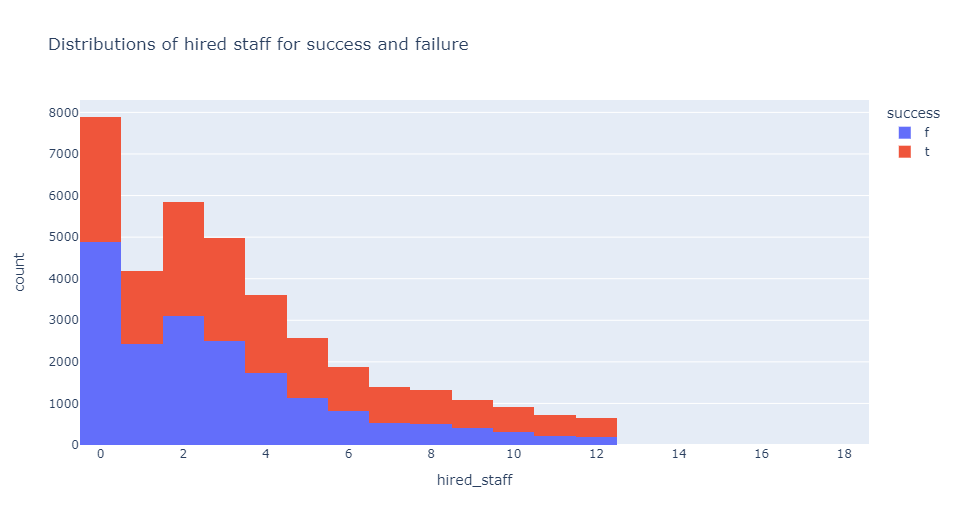 Distributions of hired staff for success and failure
success
f
t
8000
7000
6000
5000
4000
3000
2000
1000
0
count
0 2 4 6 8 10 12 14 16 18
hired_staff